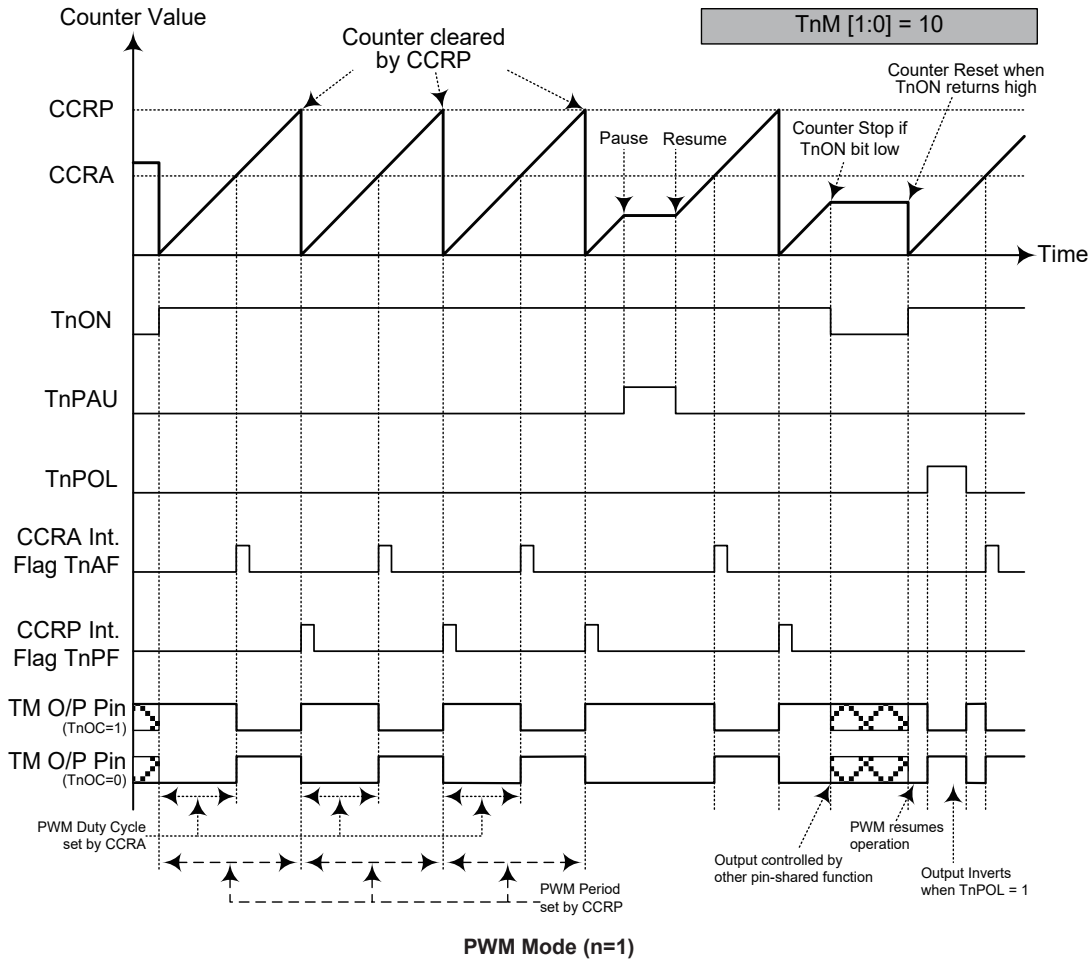 Counter Value
TnM [1:0] = 10
Counter cleared
by CCRP
Counter Reset when
TnON returns high
CCRP
Counter Stop if
TnON bit low
Pause
Resume
CCRA
Time
TnON
TnPAU
TnPOL
CCRA Int.
Flag TnAF
CCRP Int.
Flag TnPF
TM O/P Pin
(TnOC=1)
TM O/P Pin
(TnOC=0)
PWM Duty Cycle
set by CCRA
PWM resumes
operation
Output controlled by
other pin-shared function
Output Inverts
when TnPOL = 1
PWM Period
set by CCRP
PWM Mode (n=1)